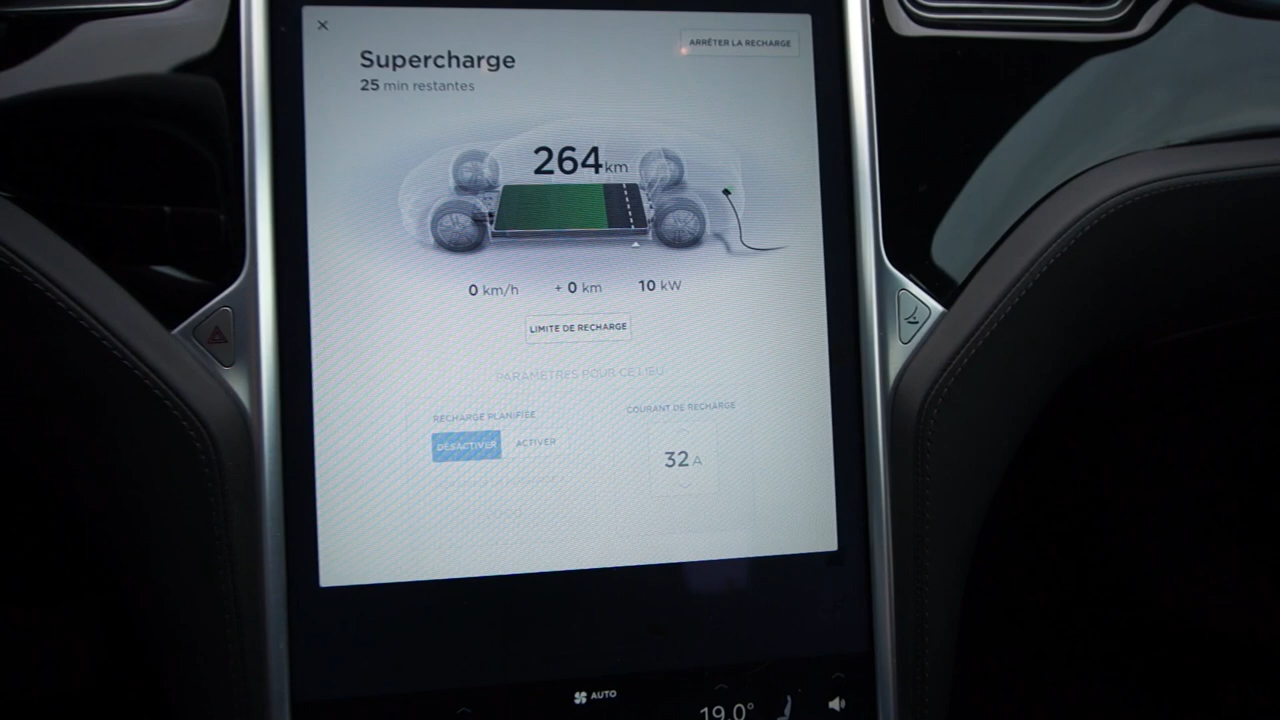 ARRÊTER LA RECHARGE
Supercharge
25 min restantes
264 km
0 km/h + 0 km 10 kW
LIMITE DE RECHARGE
PARAMÈTRES POUR CE LIEU
RECHARGE PLANIFIÉE
COURANT DE RECHARGE
DÉSACTIVER ACTIVER
32 A
AUTO
19.0°